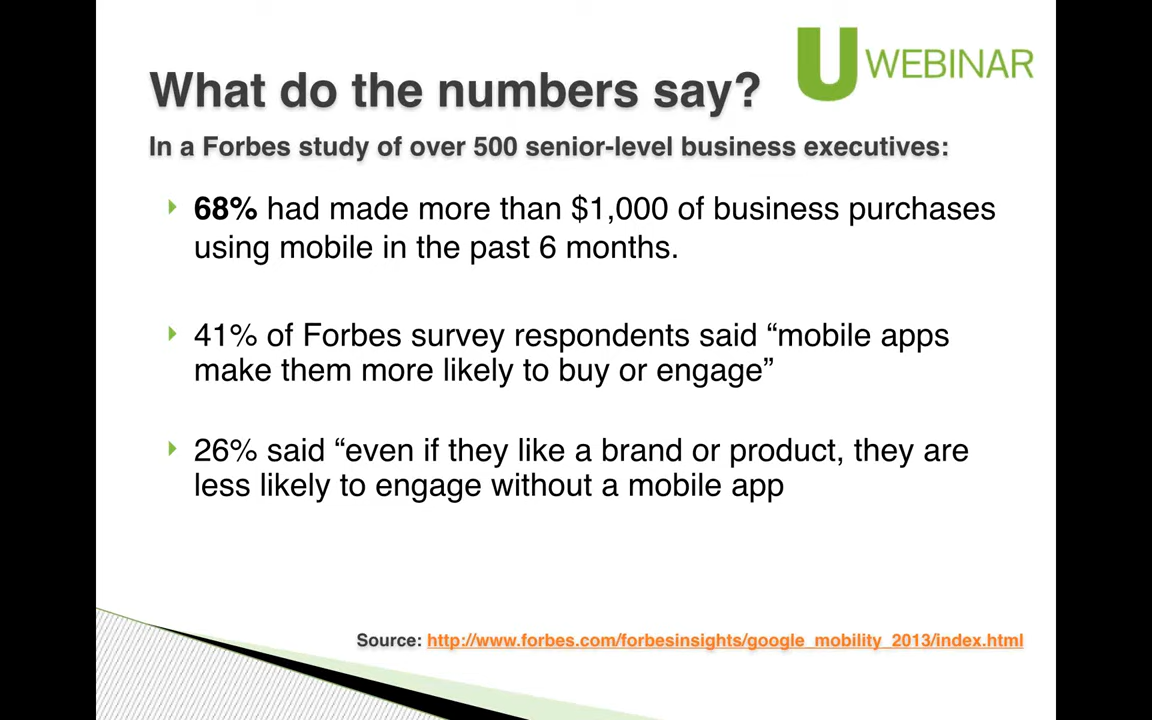 U WEBINAR
What do the numbers say?
In a Forbes study of over 500 senior-level business executives:
68% had made more than $1,000 of business purchases
using mobile in the past 6 months.
41% of Forbes survey respondents said “mobile apps
make them more likely to buy or engage”
26% said “even if they like a brand or product, they are
less likely to engage without a mobile app
Source: http://www.forbes.com/forbesinsights/google_mobility_2013/index.html